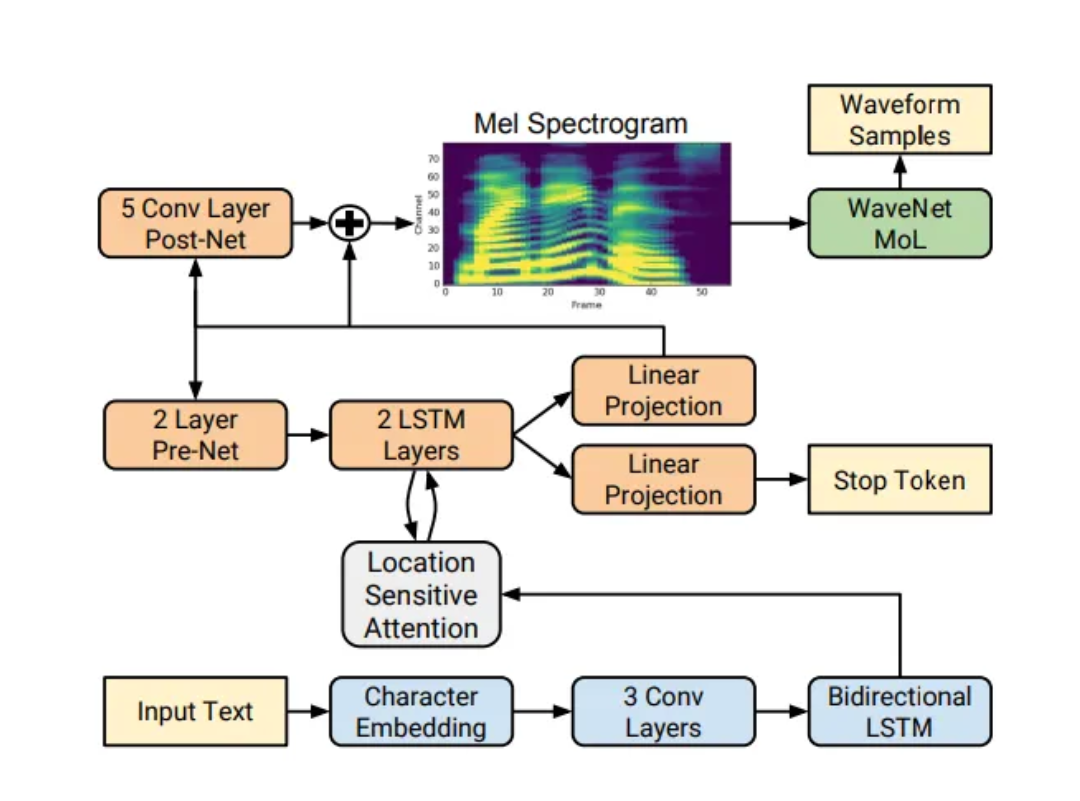 Waveform
Samples
Mel Spectrogram
5 Conv Layer
Post-Net
Channel
70
60
50
40
30
20
10
0
0
10
20
30
40
50
Frame
WaveNet
MoL
Linear
Projection
2 Layer
Pre-Net
2 LSTM
Layers
Linear
Projection
Stop Token
Location
Sensitive
Attention
Input Text
Character
Embedding
3 Conv
Layers
Bidirectional
LSTM